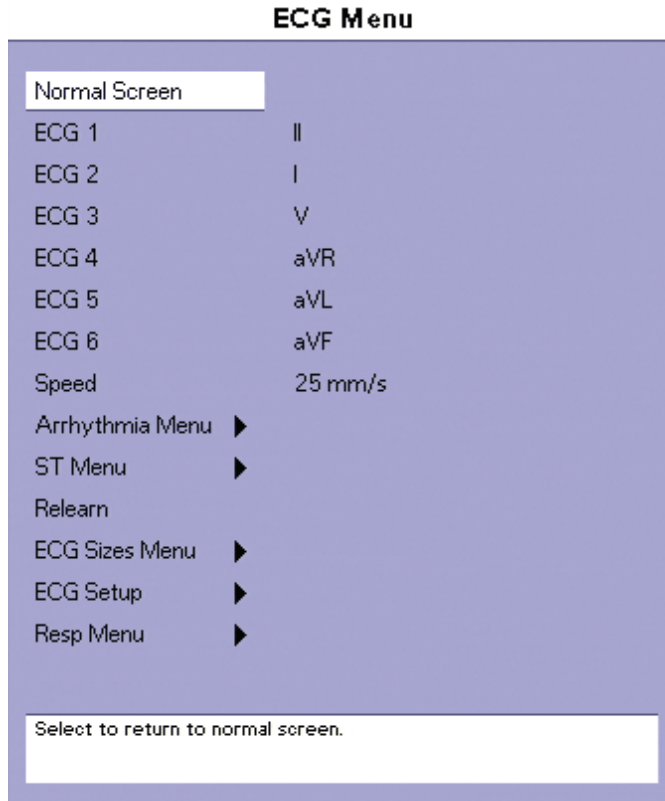 ECG Menu
Normal Screen
ECG 1 II
ECG 2 I
ECG 3 V
ECG 4 aVR
ECG 5 aVL
ECG 6 aVF
Speed 25 mm/s
Arrhythmia Menu
ST Menu
Relearn
ECG Sizes Menu
ECG Setup
Resp Menu
Select to return to normal screen.